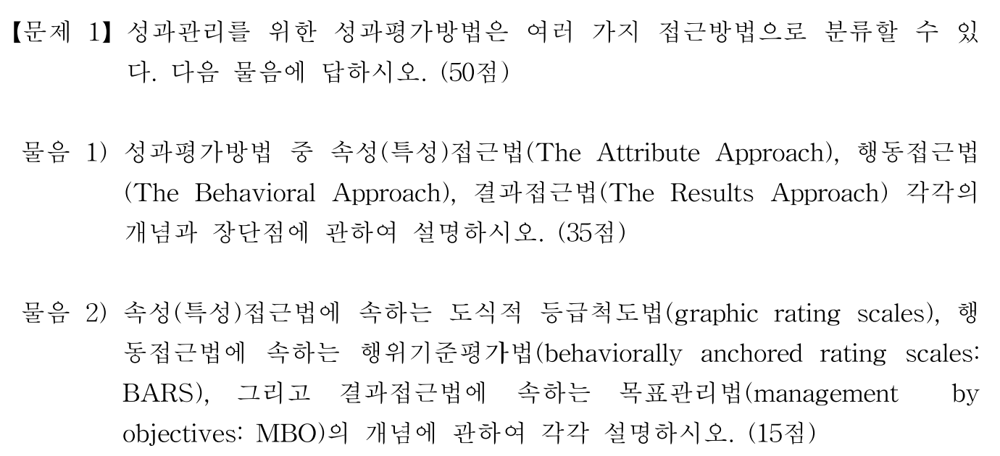 【문제 1】 성과관리를 위한 성과평가방법은 여러 가지 접근방법으로 분류할 수 있
다. 다음 물음에 답하시오. (50점)
물음 1) 성과평가방법 중 속성(특성)접근법(The Attribute Approach), 행동접근법
(The Behavioral Approach), 결과접근법(The Results Approach) 각각의
개념과 장단점에 관하여 설명하시오. (35점)
물음 2) 속성(특성)접근법에 속하는 도식적 등급척도법(graphic rating scales), 행
동접근법에 속하는 행위기준평가법(behaviorally anchored rating scales:
BARS), 그리고 결과접근법에 속하는 목표관리법(management by
objectives: MBO)의 개념에 관하여 각각 설명하시오. (15점)